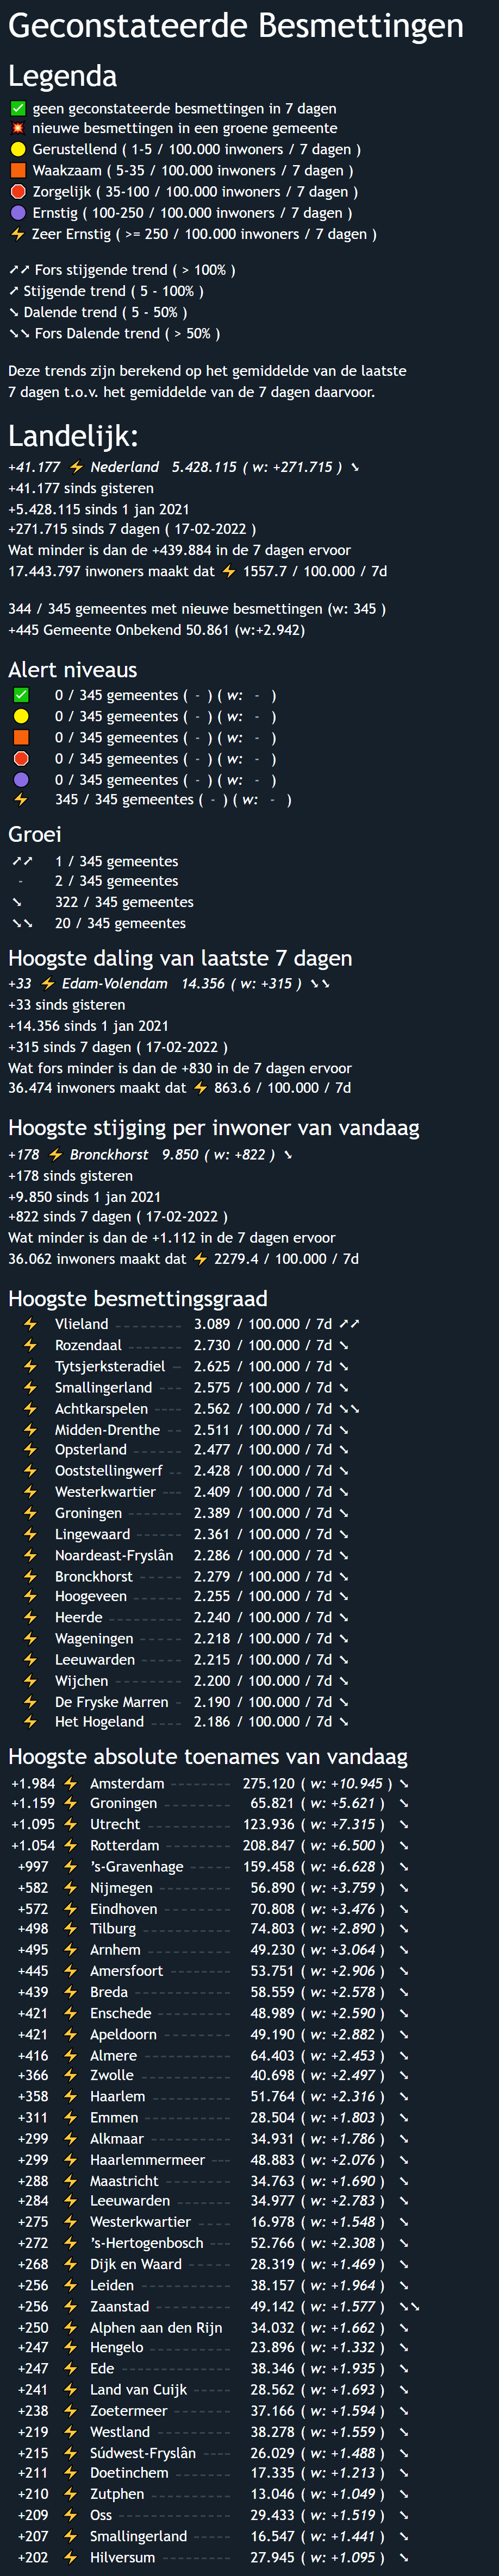 Geconstateerde Besmettingen
Legenda
✅ geen geconstateerde besmettingen in 7 dagen
💥 nieuwe besmettingen in een groene gemeente
🟡 Gerustellend ( 1-5 / 100.000 inwoners / 7 dagen )
🟧 Waakzaam ( 5-35 / 100.000 inwoners / 7 dagen )
🛑 Zorgelijk ( 35-100 / 100.000 inwoners / 7 dagen )
🟣 Ernstig ( 100-250 / 100.000 inwoners / 7 dagen )
⚡ Zeer Ernstig ( >= 250 / 100.000 inwoners / 7 dagen )
➚➚ Fors stijgende trend ( > 100% )
➚ Stijgende trend ( 5 - 100% )
➘ Dalende trend ( 5 - 50% )
➘➘ Fors Dalende trend ( > 50% )
Deze trends zijn berekend op het gemiddelde van de laatste
7 dagen t.o.v. het gemiddelde van de 7 dagen daarvoor.
Landelijk:
+41.177 ⚡ Nederland 5.428.115 ( w: +271.715 ) ➘
+41.177 sinds gisteren
+5.428.115 sinds 1 jan 2021
+271.715 sinds 7 dagen ( 17-02-2022 )
Wat minder is dan de +439.884 in de 7 dagen ervoor
17.443.797 inwoners maakt dat ⚡ 1557.7 / 100.000 / 7d
344 / 345 gemeentes met nieuwe besmettingen (w: 345 )
+445 Gemeente Onbekend 50.861 (w:+2.942)
Alert niveaus
✅ 0 / 345 gemeentes ( - ) ( w: - )
🟡 0 / 345 gemeentes ( - ) ( w: - )
🟧 0 / 345 gemeentes ( - ) ( w: - )
🛑 0 / 345 gemeentes ( - ) ( w: - )
🟣 0 / 345 gemeentes ( - ) ( w: - )
⚡ 345 / 345 gemeentes ( - ) ( w: - )
Groei
➚➚ 1 / 345 gemeentes
- 2 / 345 gemeentes
➘ 322 / 345 gemeentes
➘➘ 20 / 345 gemeentes
Hoogste daling van laatste 7 dagen
+33 ⚡ Edam-Volendam 14.356 ( w: +315 ) ➘➘
+33 sinds gisteren
+14.356 sinds 1 jan 2021
+315 sinds 7 dagen ( 17-02-2022 )
Wat fors minder is dan de +830 in de 7 dagen ervoor
36.474 inwoners maakt dat ⚡ 863.6 / 100.000 / 7d
Hoogste stijging per inwoner van vandaag
+178 ⚡ Bronckhorst 9.850 ( w: +822 ) ➘
+178 sinds gisteren
+9.850 sinds 1 jan 2021
+822 sinds 7 dagen ( 17-02-2022 )
Wat minder is dan de +1.112 in de 7 dagen ervoor
36.062 inwoners maakt dat ⚡ 2279.4 / 100.000 / 7d
Hoogste besmettingsgraad
⚡ Vlieland 3.089 / 100.000 / 7d ➚➚
⚡ Rozendaal 2.730 / 100.000 / 7d ➘
⚡ Tytsjerksteradiel 2.625 / 100.000 / 7d ➘
⚡ Smallingerland 2.575 / 100.000 / 7d ➘
⚡ Achtkarspelen 2.562 / 100.000 / 7d ➘➘
⚡ Midden-Drenthe 2.511 / 100.000 / 7d ➘
⚡ Opsterland 2.477 / 100.000 / 7d ➘
⚡ Ooststellingwerf 2.428 / 100.000 / 7d ➘
⚡ Westerkwartier 2.409 / 100.000 / 7d ➘
⚡ Groningen 2.389 / 100.000 / 7d ➘
⚡ Lingewaard 2.361 / 100.000 / 7d ➘
⚡ Noardeast-Fryslân 2.286 / 100.000 / 7d ➘
⚡ Bronckhorst 2.279 / 100.000 / 7d ➘
⚡ Hoogeveen 2.255 / 100.000 / 7d ➘
⚡ Heerde 2.240 / 100.000 / 7d ➘
⚡ Wageningen 2.218 / 100.000 / 7d ➘
⚡ Leeuwarden 2.215 / 100.000 / 7d ➘
⚡ Wijchen 2.200 / 100.000 / 7d ➘
⚡ De Fryske Marren 2.190 / 100.000 / 7d ➘
⚡ Het Hogeland 2.186 / 100.000 / 7d ➘
Hoogste absolute toenames van vandaag
+1.984 ⚡ Amsterdam 275.120 ( w: +10.945 ) ➘
+1.159 ⚡ Groningen 65.821 ( w: +5.621 ) ➘
+1.095 ⚡ Utrecht 123.936 ( w: +7.315 ) ➘
+1.054 ⚡ Rotterdam 208.847 ( w: +6.500 ) ➘
+997 ⚡ ’s-Gravenhage 159.458 ( w: +6.628 ) ➘
+582 ⚡ Nijmegen 56.890 ( w: +3.759 ) ➘
+572 ⚡ Eindhoven 70.808 ( w: +3.476 ) ➘
+498 ⚡ Tilburg 74.803 ( w: +2.890 ) ➘
+495 ⚡ Arnhem 49.230 ( w: +3.064 ) ➘
+445 ⚡ Amersfoort 53.751 ( w: +2.906 ) ➘
+439 ⚡ Breda 58.559 ( w: +2.578 ) ➘
+421 ⚡ Enschede 48.989 ( w: +2.590 ) ➘
+421 ⚡ Apeldoorn 49.190 ( w: +2.882 ) ➘
+416 ⚡ Almere 64.403 ( w: +2.453 ) ➘
+366 ⚡ Zwolle 40.698 ( w: +2.497 ) ➘
+358 ⚡ Haarlem 51.764 ( w: +2.316 ) ➘
+311 ⚡ Emmen 28.504 ( w: +1.803 ) ➘
+299 ⚡ Alkmaar 34.931 ( w: +1.786 ) ➘
+299 ⚡ Haarlemmermeer 48.883 ( w: +2.076 ) ➘
+288 ⚡ Maastricht 34.763 ( w: +1.690 ) ➘
+284 ⚡ Leeuwarden 34.977 ( w: +2.783 ) ➘
+275 ⚡ Westerkwartier 16.978 ( w: +1.548 ) ➘
+272 ⚡ ’s-Hertogenbosch 52.766 ( w: +2.308 ) ➘
+268 ⚡ Dijk en Waard 28.319 ( w: +1.469 ) ➘
+256 ⚡ Leiden 38.157 ( w: +1.964 ) ➘
+256 ⚡ Zaanstad 49.142 ( w: +1.577 ) ➘➘
+250 ⚡ Alphen aan den Rijn 34.032 ( w: +1.662 ) ➘
+247 ⚡ Hengelo 23.896 ( w: +1.332 ) ➘
+247 ⚡ Ede 38.346 ( w: +1.935 ) ➘
+241 ⚡ Land van Cuijk 28.562 ( w: +1.693 ) ➘
+238 ⚡ Zoetermeer 37.166 ( w: +1.594 ) ➘
+219 ⚡ Westland 38.278 ( w: +1.559 ) ➘
+215 ⚡ Súdwest-Fryslân 26.029 ( w: +1.488 ) ➘
+211 ⚡ Doetinchem 17.335 ( w: +1.213 ) ➘
+210 ⚡ Zutphen 13.046 ( w: +1.049 ) ➘
+209 ⚡ Oss 29.433 ( w: +1.519 ) ➘
+207 ⚡ Smallingerland 16.547 ( w: +1.441 ) ➘
+202 ⚡ Hilversum 27.945 ( w: +1.095 ) ➘